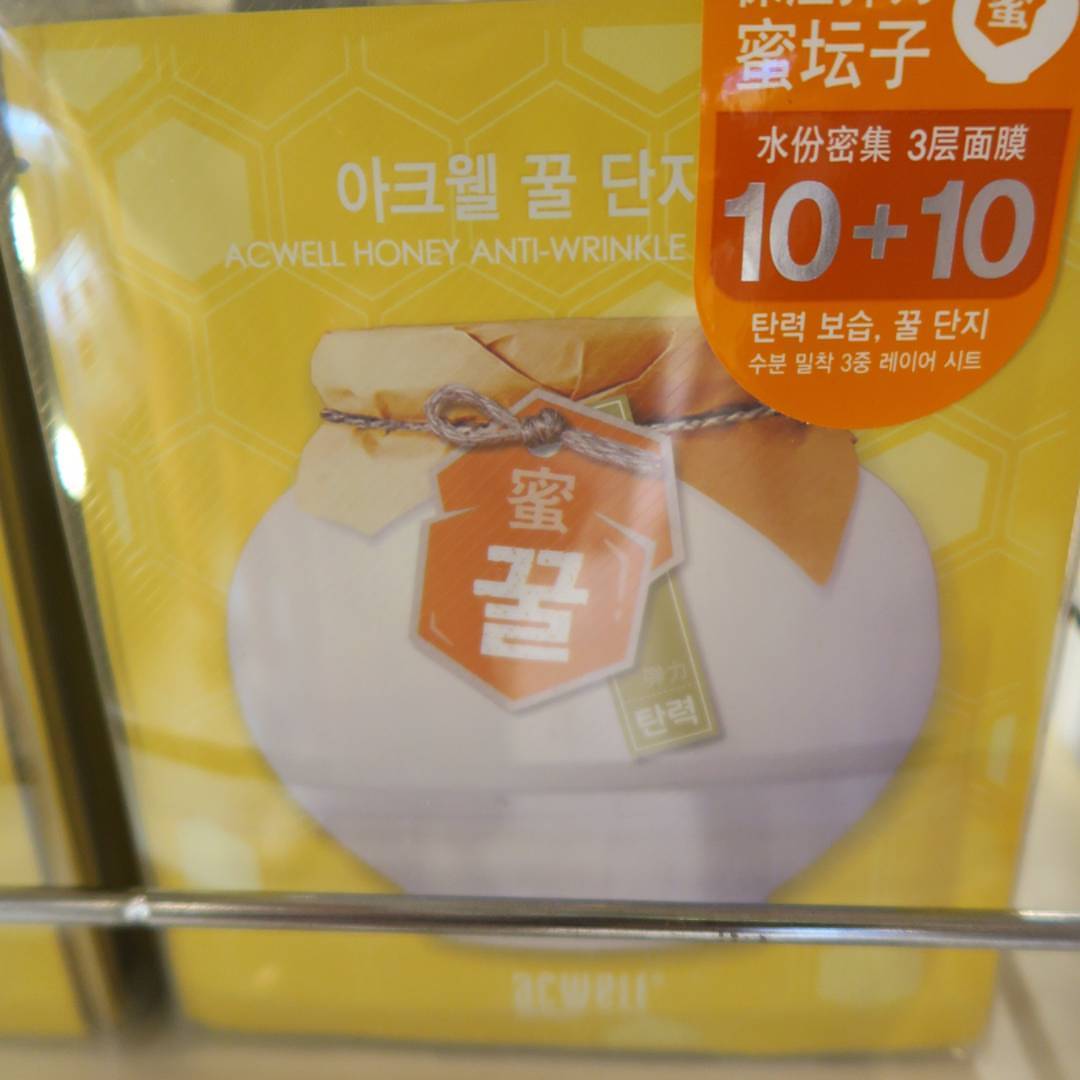 蜜坛子
蜜
水份密集 3层面膜
10+10
탄력 보습, 꿀 단지
수분 밀착 3중 레이어 시트
아크웰 꿀 단지
ACWELL HONEY ANTI-WRINKLE
蜜
꿀
力
탄력
acwell